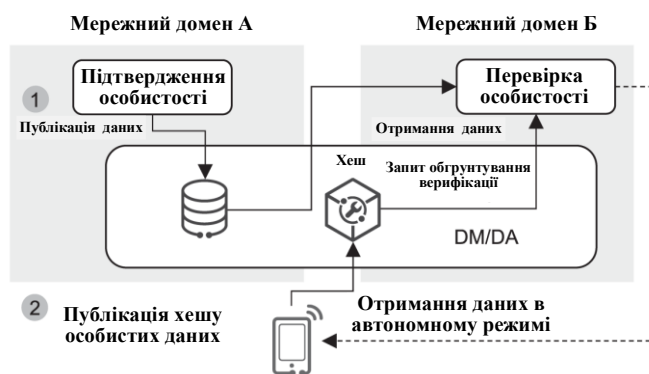 Мережний домен А
Мережний домен Б
1
Підтвердження
особистості
Перевірка
особистості
Публікація даних
Отримання даних
Хеш
Запит обгрунтування
верифікації
DM/DA
2
Публікація хешу
особистих даних
Отримання даних в
автономному режимі